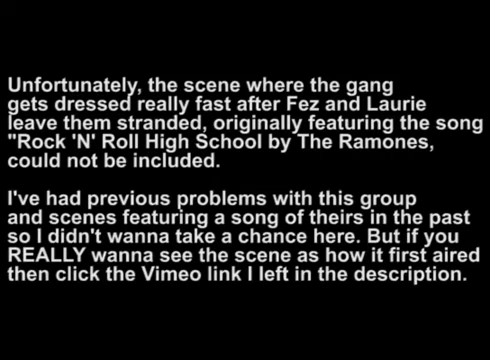 Unfortunately, the scene where the gang
gets dressed really fast after Fez and Laurie
leave them stranded, originally featuring the song
"Rock 'N' Roll High School by The Ramones,
could not be included.
I've had previous problems with this group
and scenes featuring a song of theirs in the past
so I didn't wanna take a chance here. But if you
REALLY wanna see the scene as how it first aired
then click the Vimeo link I left in the description.